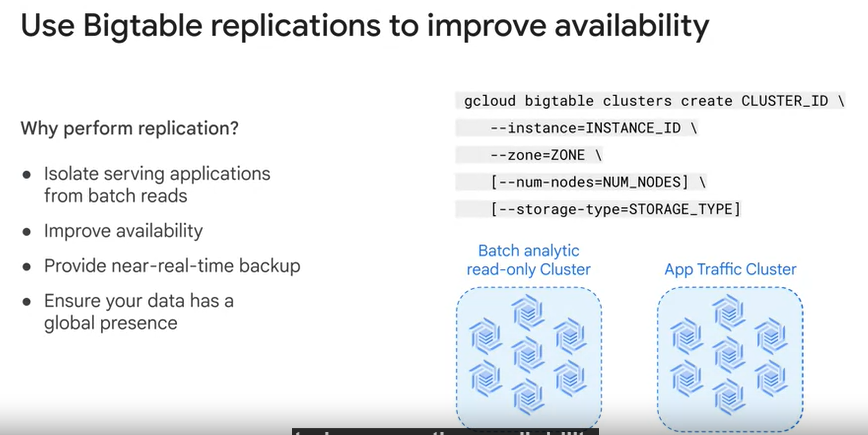 Use Bigtable replications to improve availability
Why perform replication?
● Isolate serving applications
from batch reads
● Improve availability
● Provide near-real-time backup
● Ensure your data has a
global presence
gcloud bigtable clusters create CLUSTER_ID \
--instance=INSTANCE_ID \
--zone=ZONE \
[--num-nodes=NUM_NODES] \
[--storage-type=STORAGE_TYPE]
Batch analytic
read-only Cluster
App Traffic Cluster